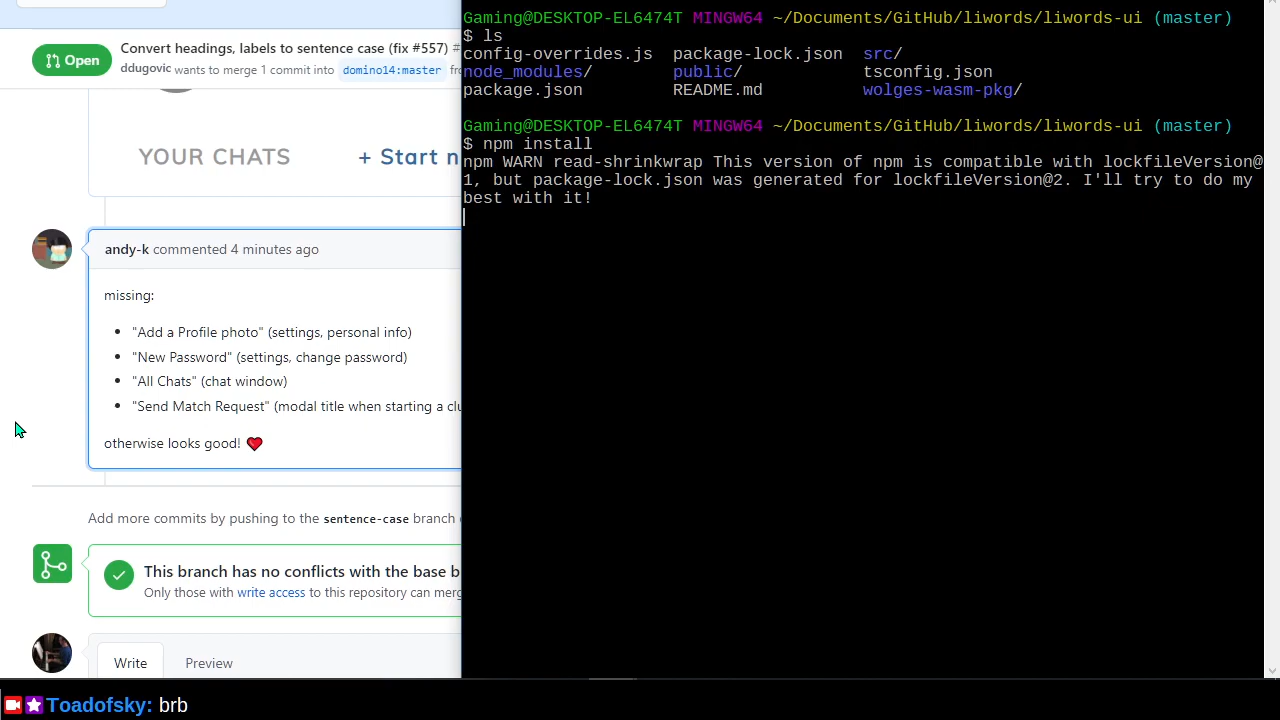 Open
Convert headings, labels to sentence case (fix #557) #
ddugovic wants to merge 1 commit into domino14:master fro
YOUR CHATS + Start n
andy-k commented 4 minutes ago
missing:
• "Add a Profile photo" (settings, personal info)
• "New Password" (settings, change password)
• "All Chats" (chat window)
• "Send Match Request" (modal title when starting a clu
otherwise looks good! ❤️
Add more commits by pushing to the sentence-case branch
This branch has no conflicts with the base b
Only those with write access to this repository can merg
Write Preview
Gaming@DESKTOP-EL6474T MINGW64 ~/Documents/GitHub/liwords/liwords-ui (master)
$ ls
config-overrides.js package-lock.json src/
node_modules/ public/ tsconfig.json
package.json README.md wolges-wasm-pkg/
Gaming@DESKTOP-EL6474T MINGW64 ~/Documents/GitHub/liwords/liwords-ui (master)
$ npm install
npm WARN read-shrinkwrap This version of npm is compatible with lockfileVersion@
1, but package-lock.json was generated for lockfileVersion@2. I'll try to do my
best with it!
Toadofsky: brb